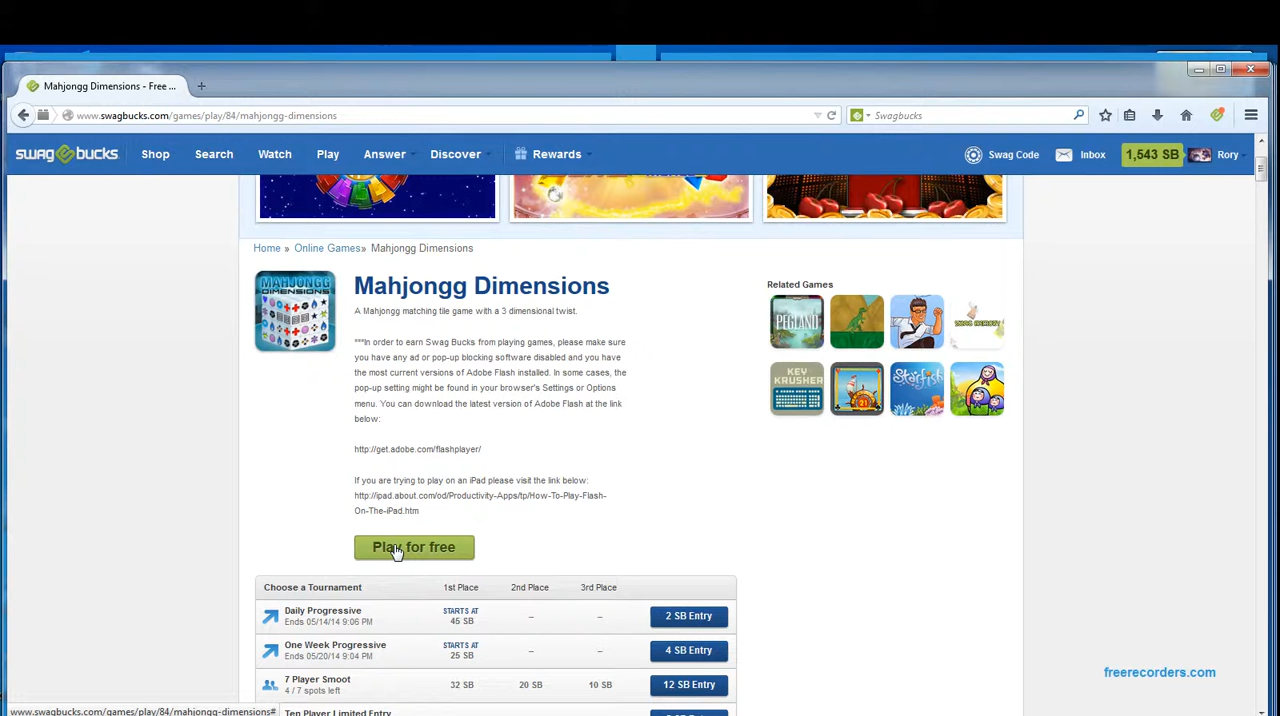 Mahjongg Dimensions - Free ...
www.swagbucks.com/games/play/84/mahjongg-dimensions
Swagbucks
swagbucks Shop Search Watch Play Answer Discover Rewards Swag Code Inbox 1,543 SB Rory
Home » Online Games» Mahjongg Dimensions
MAHJONGG
DIMENSIONS
Mahjongg Dimensions
A Mahjongg matching tile game with a 3 dimensional twist.
***In order to earn Swag Bucks from playing games, please make sure
you have any ad or pop-up blocking software disabled and you have
the most current versions of Adobe Flash installed. In some cases, the
pop-up setting might be found in your browser's Settings or Options
menu. You can download the latest version of Adobe Flash at the link
below:
http://get.adobe.com/flashplayer/
If you are trying to play on an iPad please visit the link below:
http://ipad.about.com/od/Productivity-Apps/tp/How-To-Play-Flash-
On-The-iPad.htm
Play for free
Related Games
PEGLAND
KEY
KRUSHER
21
Starfish
Choose a Tournament 1st Place 2nd Place 3rd Place
Daily Progressive
Ends 05/14/14 9:06 PM
STARTS AT
45 SB
–
–
2 SB Entry
One Week Progressive
Ends 05/20/14 9:04 PM
STARTS AT
25 SB
–
–
4 SB Entry
7 Player Smoot
4 / 7 spots left
32 SB
20 SB
10 SB
12 SB Entry
Ten Player Limited Entry
freerecorders.com
www.swagbucks.com/games/play/84/mahjongg-dimensions#